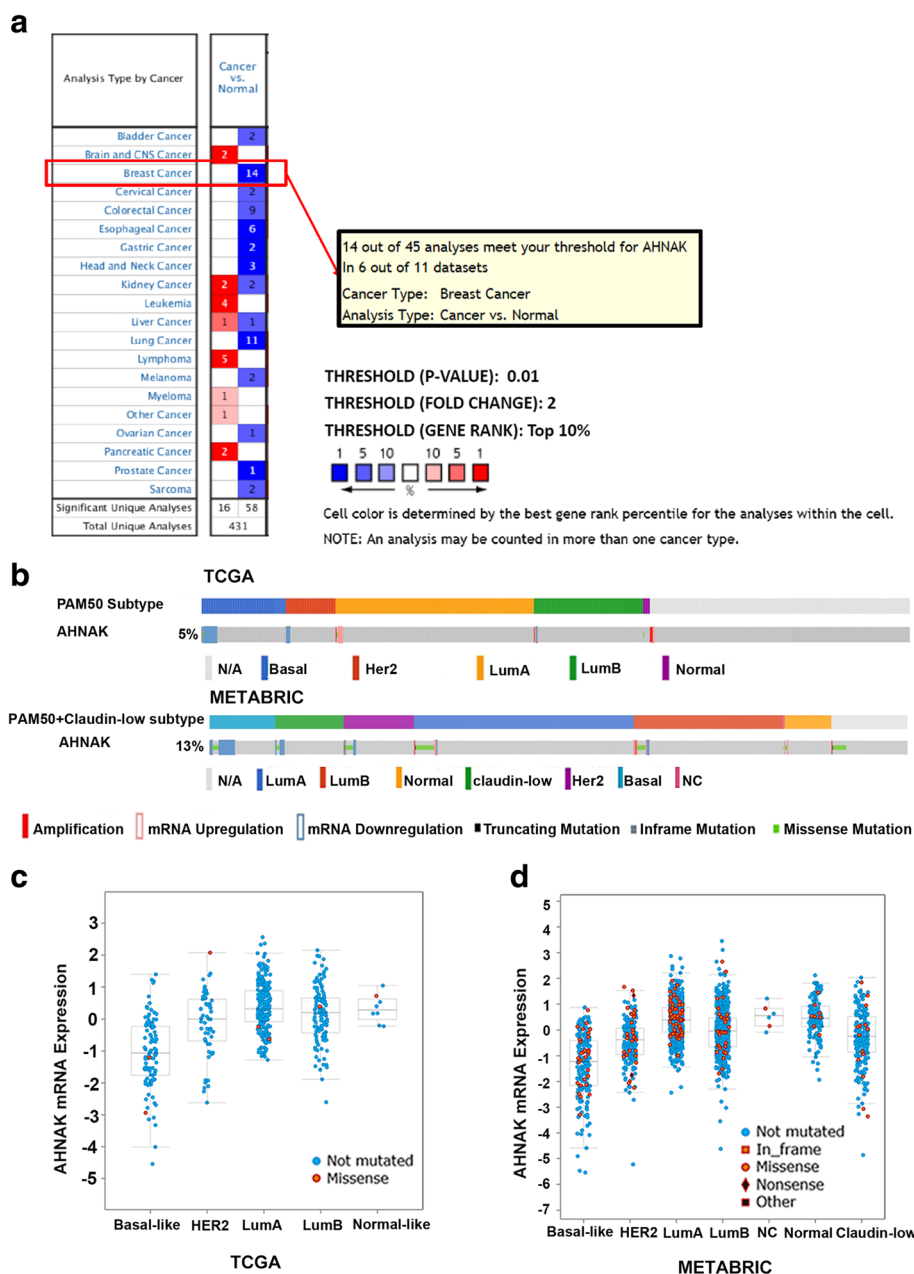 a
Analysis Type by Cancer
Cancer
vs.
Normal
Bladder Cancer 2
Brain and CNS Cancer 2
Breast Cancer 14
Cervical Cancer 2
Colorectal Cancer 9
Esophageal Cancer 6
Gastric Cancer 2
Head and Neck Cancer 3
Kidney Cancer 2 2
Leukemia 4
Liver Cancer 1 1
Lung Cancer 11
Lymphoma 5
Melanoma 2
Myeloma 1
Other Cancer 1
Ovarian Cancer 1
Pancreatic Cancer 2
Prostate Cancer 1
Sarcoma 2
Significant Unique Analyses 16 58
Total Unique Analyses 431
14 out of 45 analyses meet your threshold for AHNAK
In 6 out of 11 datasets
Cancer Type: Breast Cancer
Analysis Type: Cancer vs. Normal
THRESHOLD (P-VALUE): 0.01
THRESHOLD (FOLD CHANGE): 2
THRESHOLD (GENE RANK): Top 10%
1 5 10 10 5 1
%
Cell color is determined by the best gene rank percentile for the analyses within the cell.
NOTE: An analysis may be counted in more than one cancer type.
b
TCGA
PAM50 Subtype
AHNAK 5%
N/A Basal Her2 LumA LumB Normal
METABRIC
PAM50+Claudin-low subtype
AHNAK 13%
N/A LumA LumB Normal claudin-low Her2 Basal NC
Amplification mRNA Upregulation mRNA Downregulation Truncating Mutation Inframe Mutation Missense Mutation
c
AHNAK mRNA Expression
3
2
1
0
-1
-2
-3
-4
-5
Not mutated
Missense
Basal-like HER2 LumA LumB Normal-like
TCGA
d
AHNAK mRNA Expression
5
4
3
2
1
0
-1
-2
-3
-4
-5
-6
-7
Not mutated
In_frame
Missense
Nonsense
Other
Basal-like HER2 LumA LumB NC Normal Claudin-low
METABRIC